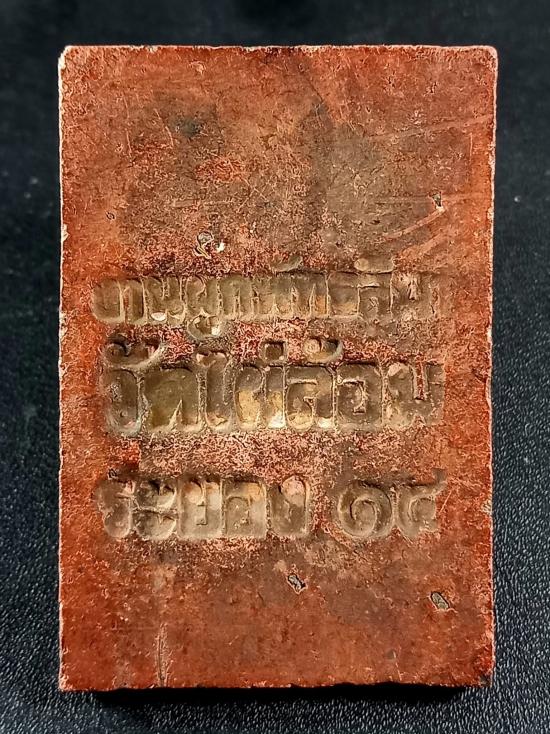 งานผูกพัทธสีมา
วัดไผ่ล้อม
ระยอง ๑๙